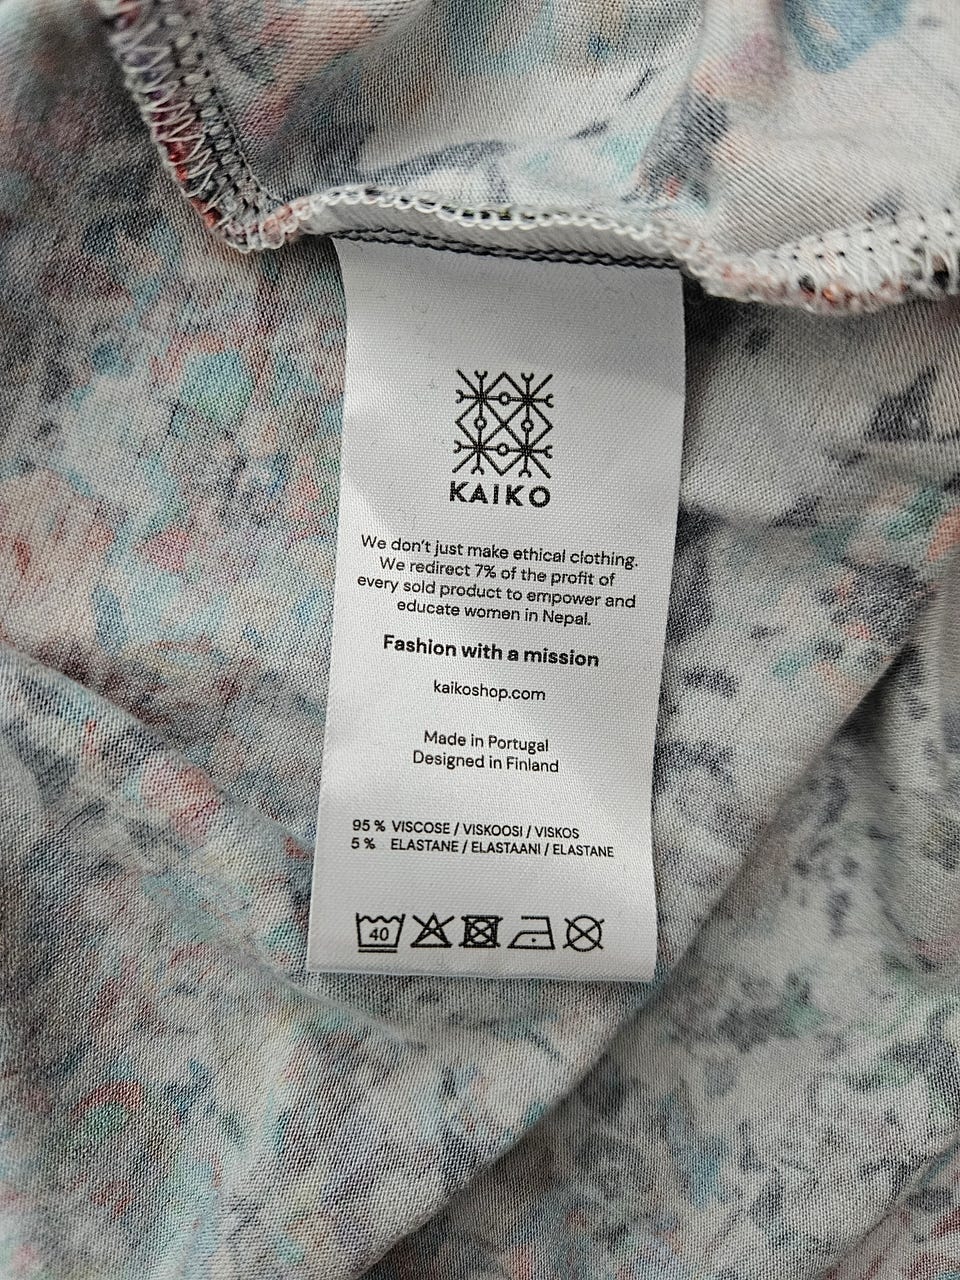 KAIKO
We don't just make ethical clothing.
We redirect 7% of the profit of
every sold product to empower and
educate women in Nepal.
Fashion with a mission
kaikoshop.com
Made in Portugal
Designed in Finland
95 % VISCOSE / VISKOOSI / VISKOS
5 % ELASTANE / ELASTAANI / ELASTANE
40